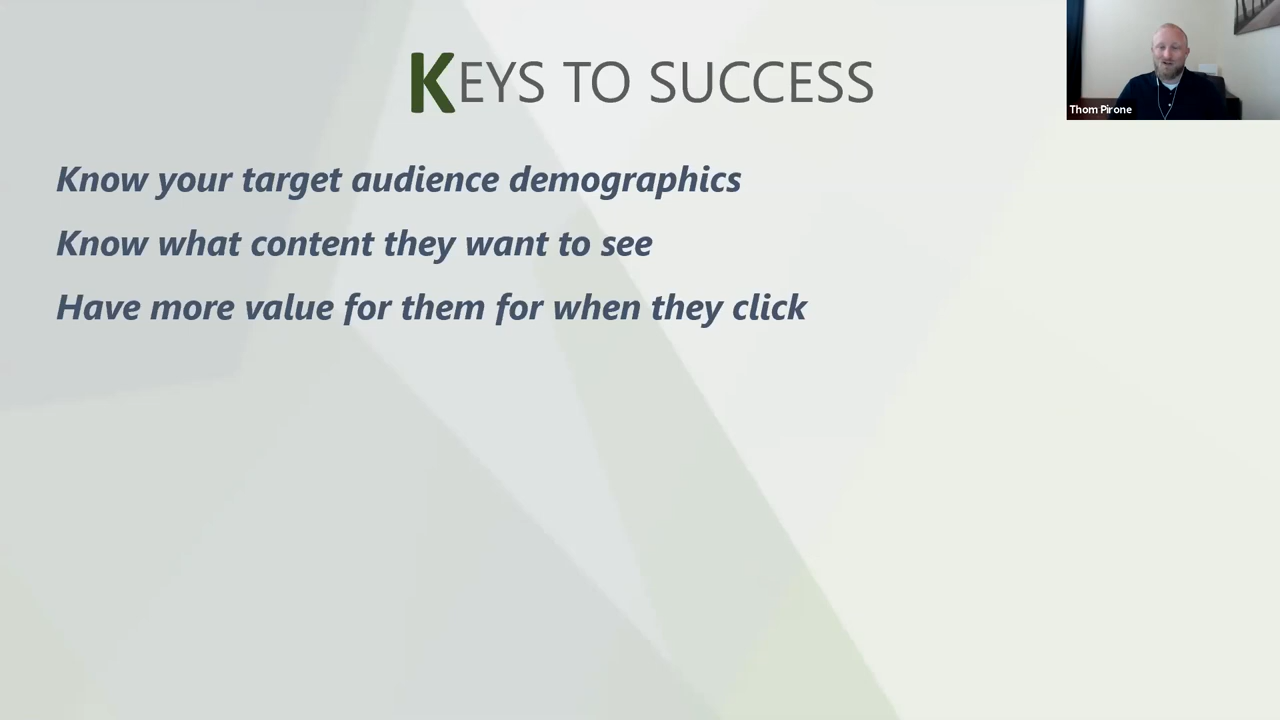 KEYS TO SUCCESS
Thom Pirone
Know your target audience demographics
Know what content they want to see
Have more value for them for when they click